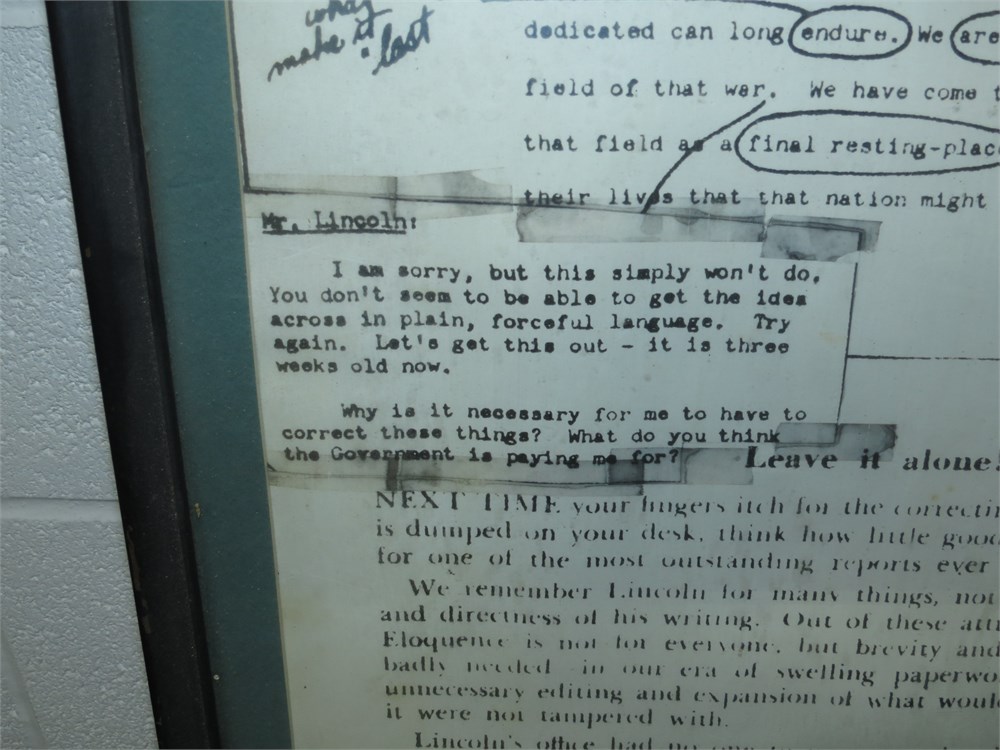 what
make it
last
dedicated can long endure. We are
field of that war. We have come t
that field as a final resting-plac
their lives that that nation might
Mr. Lincoln:
I am sorry, but this simply won't do.
You don't seem to be able to get the idea
across in plain, forceful language. Try
again. Let's get this out - it is three
weeks old now.
Why is it necessary for me to have to
correct these things? What do you think
the Government is paying me for?
Leave it alone!
NEXT TIME your fingers itch for the correctin
is dumped on your desk, think how little good
for one of the most outstanding reports ever
We remember Lincoln for many things, not
and directness of his writing. Out of these att
Eloquence is not for everyone, but brevity and
badly needed in our era of swelling paperwo
unnecessary editing and expansion of what woul
it were not tampered with.
Lincoln's office had no one